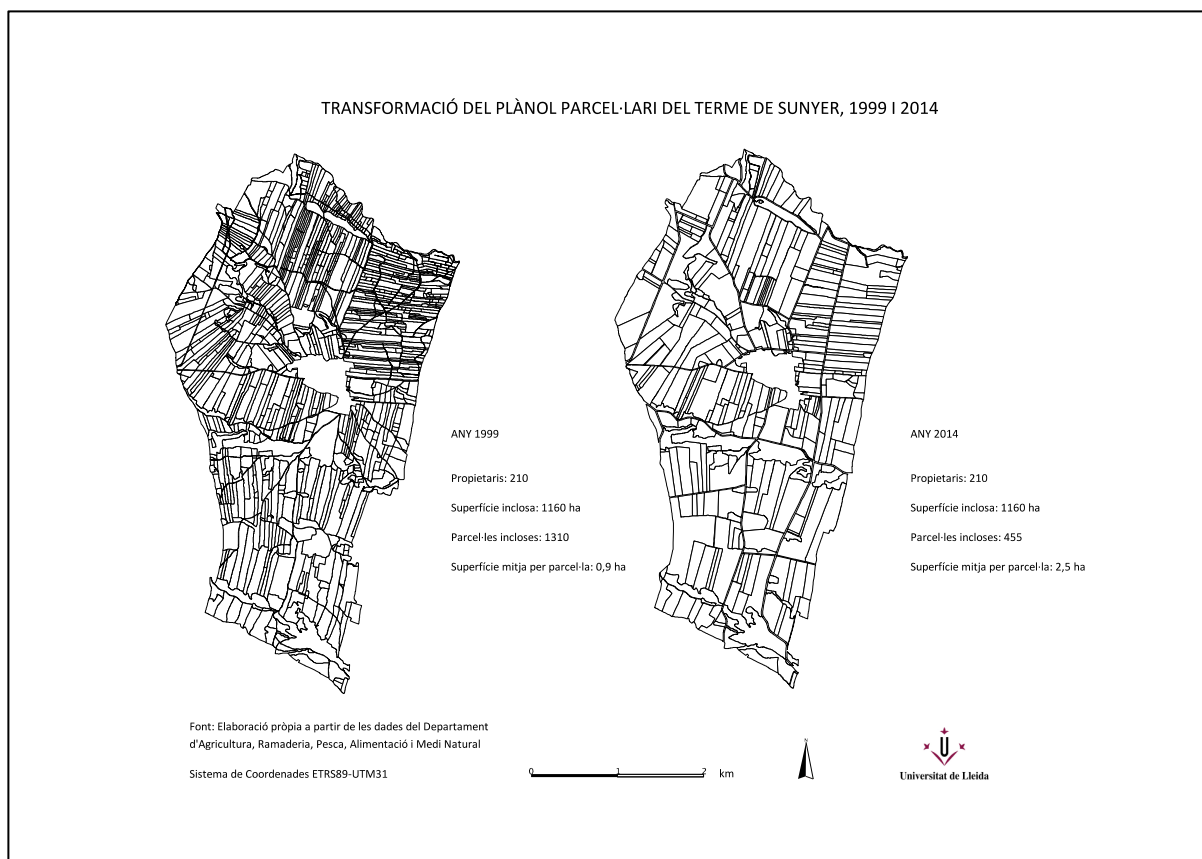 TRANSFORMACIÓ DEL PLÀNOL PARCEL·LARI DEL TERME DE SUNYER, 1999 I 2014
ANY 1999
Propietaris: 210
Superfície inclosa: 1160 ha
Parcel·les incloses: 1310
Superfície mitja per parcel·la: 0,9 ha
ANY 2014
Propietaris: 210
Superfície inclosa: 1160 ha
Parcel·les incloses: 455
Superfície mitja per parcel·la: 2,5 ha
Font: Elaboració pròpia a partir de les dades del Departament
d'Agricultura, Ramaderia, Pesca, Alimentació i Medi Natural
Sistema de Coordenades ETRS89-UTM31
0 1 2 km
N
U
Universitat de Lleida